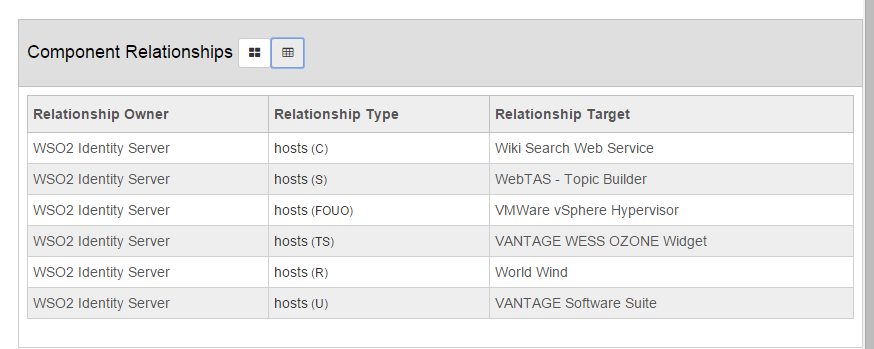 Component Relationships
Relationship Owner Relationship Type Relationship Target
WSO2 Identity Server hosts (C) Wiki Search Web Service
WSO2 Identity Server hosts (S) WebTAS - Topic Builder
WSO2 Identity Server hosts (FOUO) VMWare vSphere Hypervisor
WSO2 Identity Server hosts (TS) VANTAGE WESS OZONE Widget
WSO2 Identity Server hosts (R) World Wind
WSO2 Identity Server hosts (U) VANTAGE Software Suite